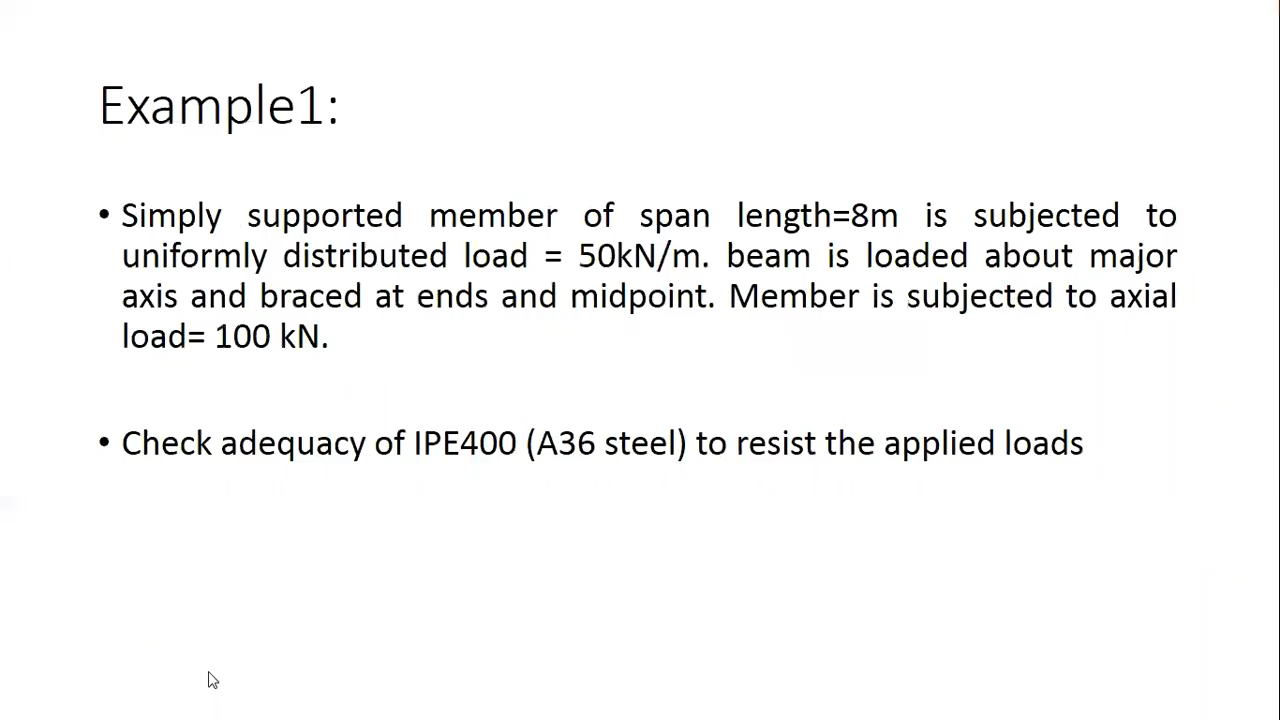 Example1:
• Simply supported member of span length=8m is subjected to
uniformly distributed load = 50kN/m. beam is loaded about major
axis and braced at ends and midpoint. Member is subjected to axial
load= 100 kN.
• Check adequacy of IPE400 (A36 steel) to resist the applied loads